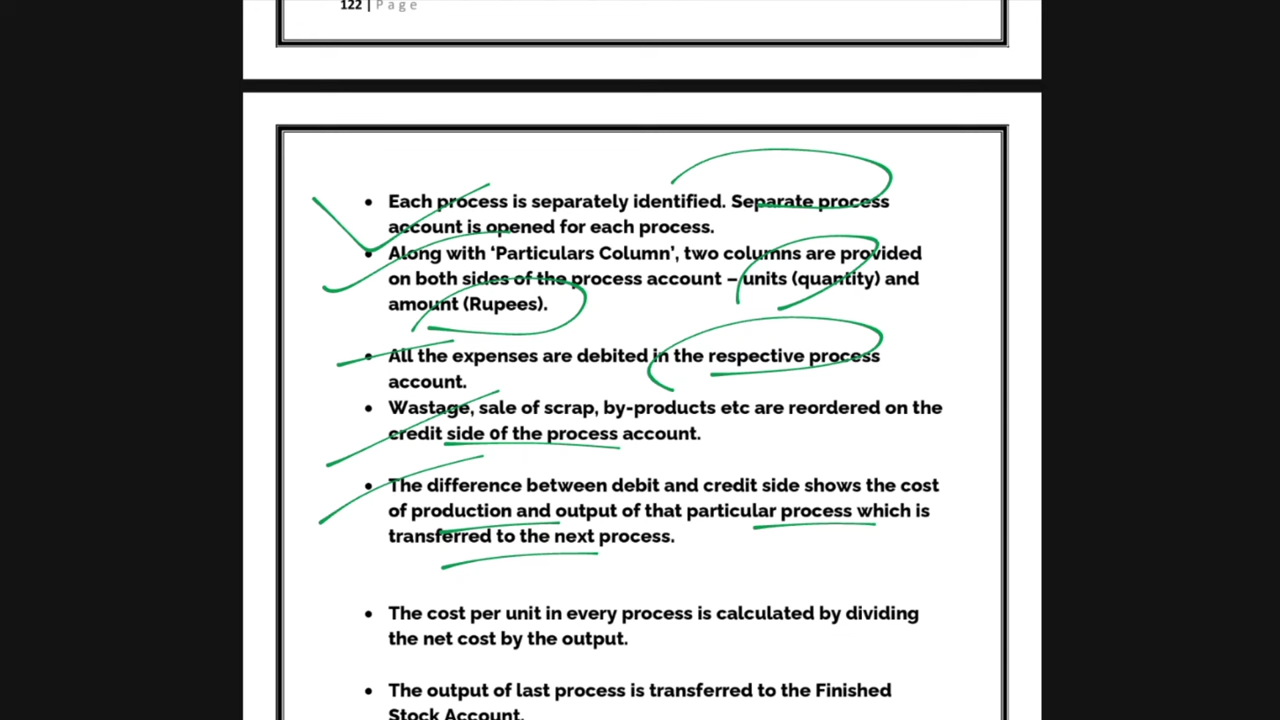 122 | Page
• Each process is separately identified. Separate process
account is opened for each process.
• Along with ‘Particulars Column’, two columns are provided
on both sides of the process account – units (quantity) and
amount (Rupees).
• All the expenses are debited in the respective process
account.
• Wastage, sale of scrap, by-products etc are reordered on the
credit side of the process account.
• The difference between debit and credit side shows the cost
of production and output of that particular process which is
transferred to the next process.
• The cost per unit in every process is calculated by dividing
the net cost by the output.
• The output of last process is transferred to the Finished
Stock Account.